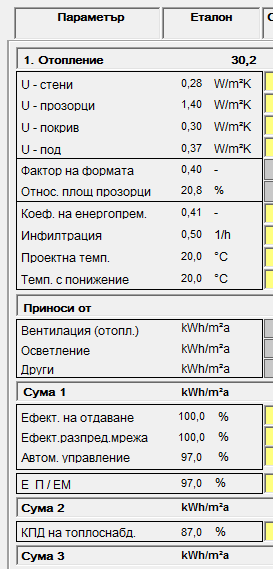 Параметър Еталон
1. Отопление 30,2
U - стени 0,28 W/m²K
U - прозорци 1,40 W/m²K
U - покрив 0,30 W/m²K
U - под 0,37 W/m²K
Фактор на формата 0,40 -
Относ. площ прозорци 20,8 %
Коеф. на енергопрем. 0,41 -
Инфилтрация 0,50 1/h
Проектна темп. 20,0 °C
Темп. с понижение 20,0 °C
Приноси от
Вентилация (отопл.) kWh/m²a
Осветление kWh/m²a
Други kWh/m²a
Сума 1 kWh/m²a
Ефект. на отдаване 100,0 %
Ефект.разпред.мрежа 100,0 %
Автом. управление 97,0 %
Е П / ЕМ 97,0 %
Сума 2 kWh/m²a
КПД на топлоснабд. 87,0 %
Сума 3 kWh/m²a